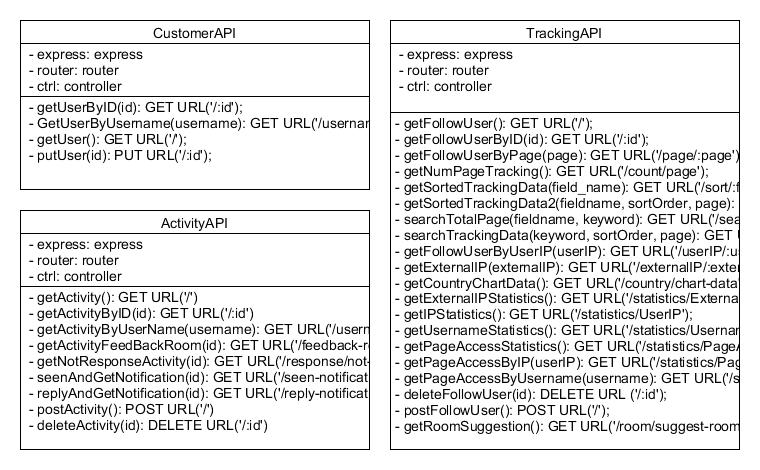 CustomerAPI
- express: express
- router: router
- ctrl: controller
- getUserByID(id): GET URL('/:id');
- GetUserByUsername(username): GET URL('/usernar
- getUser(): GET URL('/');
- putUser(id): PUT URL('/:id');
ActivityAPI
- express: express
- router: router
- ctrl: controller
- getActivity(): GET URL('/')
- getActivityByID(id): GET URL('/:id')
- getActivityByUserName(username): GET URL('/usern
- getActivityFeedBackRoom(id): GET URL('/feedback-r
- getNotResponseActivity(id): GET URL('/response/not-
- seenAndGetNotification(id): GET URL('/seen-notificat
- replyAndGetNotification(id): GET URL('/reply-notificat
- postActivity(): POST URL('/')
- deleteActivity(id): DELETE URL('/:id')
TrackingAPI
- express: express
- router: router
- ctrl: controller
- getFollowUser(): GET URL('/');
- getFollowUserByID(id): GET URL('/:id');
- getFollowUserByPage(page): GET URL('/page/:page')
- getNumPageTracking(): GET URL('/count/page');
- getSortedTrackingData(field_name): GET URL('/sort/:f
- getSortedTrackingData2(fieldname, sortOrder, page):
- searchTotalPage(fieldname, keyword): GET URL('/sea
- searchTrackingData(keyword, sortOrder, page): GET U
- getFollowUserByUserIP(userIP): GET URL('/userIP/:u
- getExternalIP(externalIP): GET URL('/externalIP/:exter
- getCountryChartData(): GET URL('/country/chart-data'
- getExternalIPStatistics(): GET URL('/statistics/Externa
- getIPStatistics(): GET URL('/statistics/UserIP');
- getUsernameStatistics(): GET URL('/statistics/Usernar
- getPageAccessStatistics(): GET URL('/statistics/PageA
- getPageAccessByIP(userIP): GET URL('/statistics/Pag
- getPageAccessByUsername(username): GET URL('/s
- deleteFollowUser(id): DELETE URL ('/:id');
- postFollowUser(): POST URL('/');
- getRoomSuggestion(): GET URL('/room/suggest-room